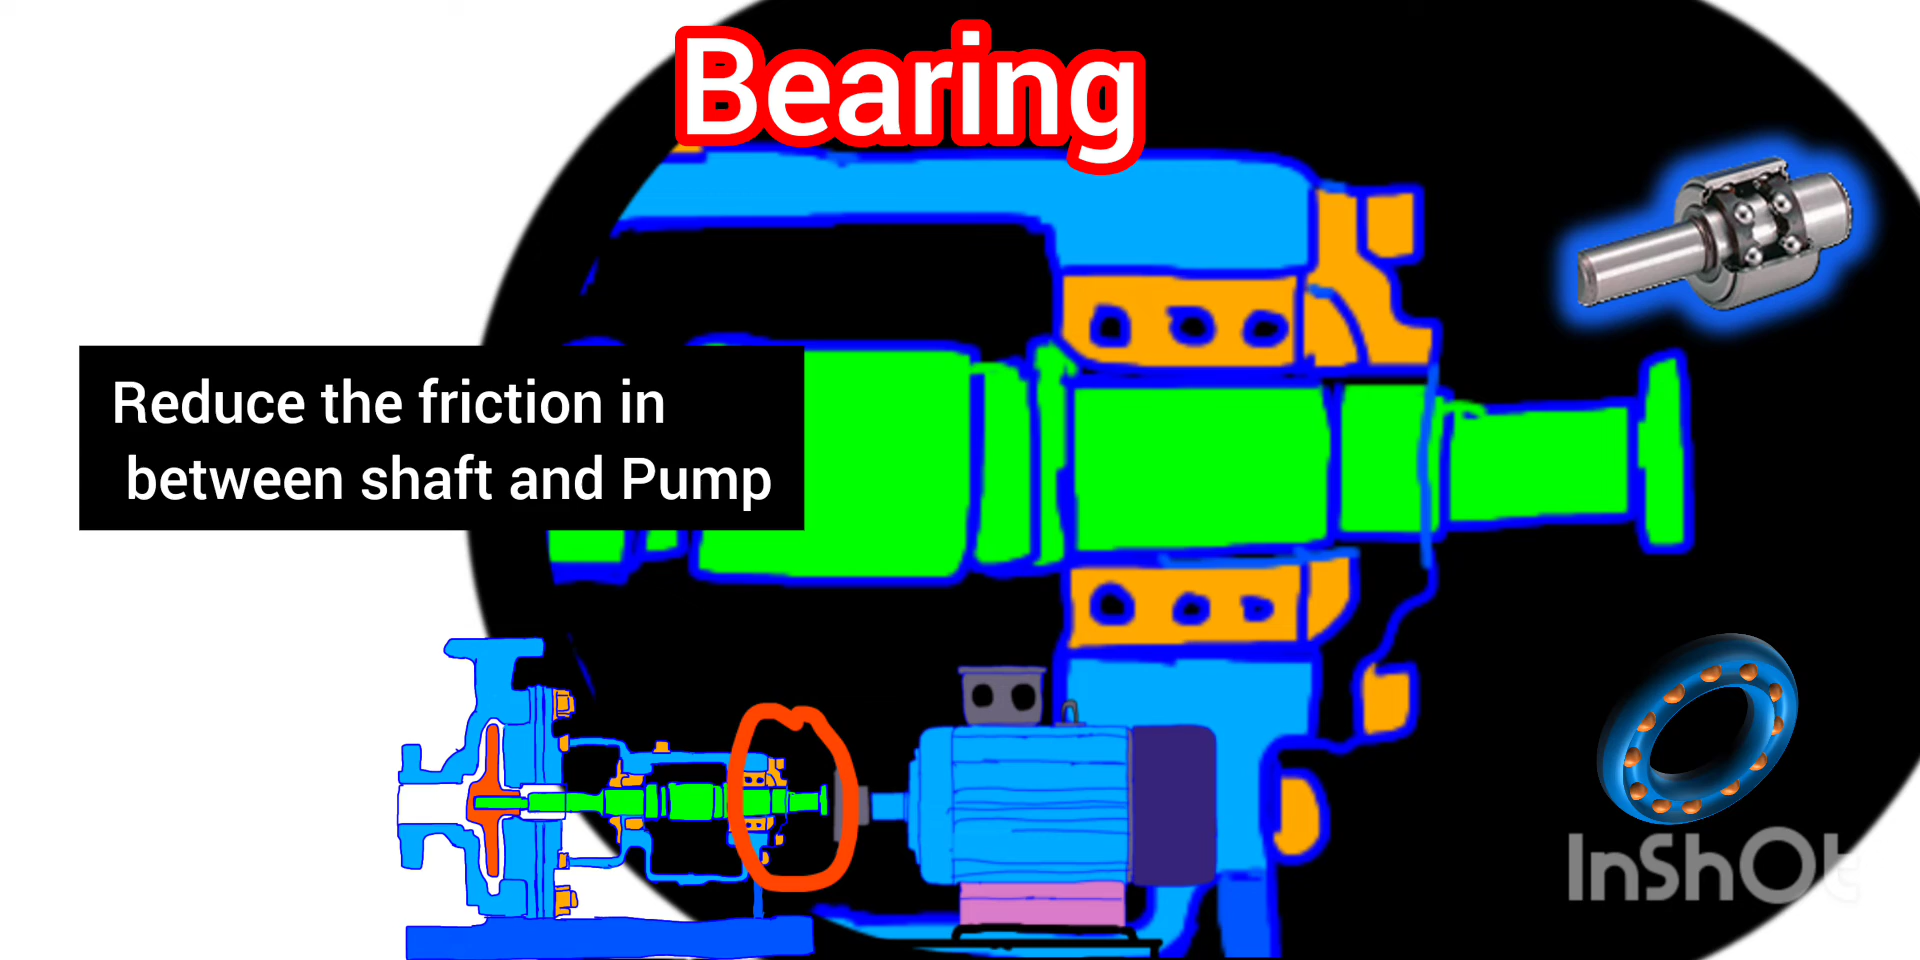 Bearing
Reduce the friction in
between shaft and Pump
InShOt